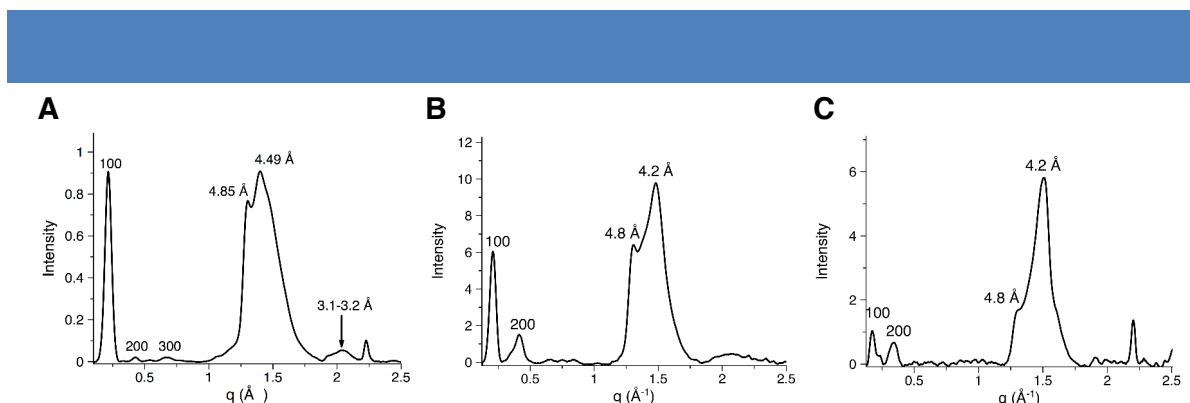 A
1
0.8
0.6
0.4
0.2
0
Intensity
100
200
300
4.85 Å
4.49 Å
3.1-3.2 Å
0.5
1
1.5
2
2.5
q (Å )
B
12
10
8
6
4
2
0
Intensity
100
200
4.8 Å
4.2 Å
0.5
1
1.5
2
2.5
q (Å-1)
C
6
4
2
0
Intensity
100
200
4.8 Å
4.2 Å
0.5
1
1.5
2
2.5
q (Å-1)